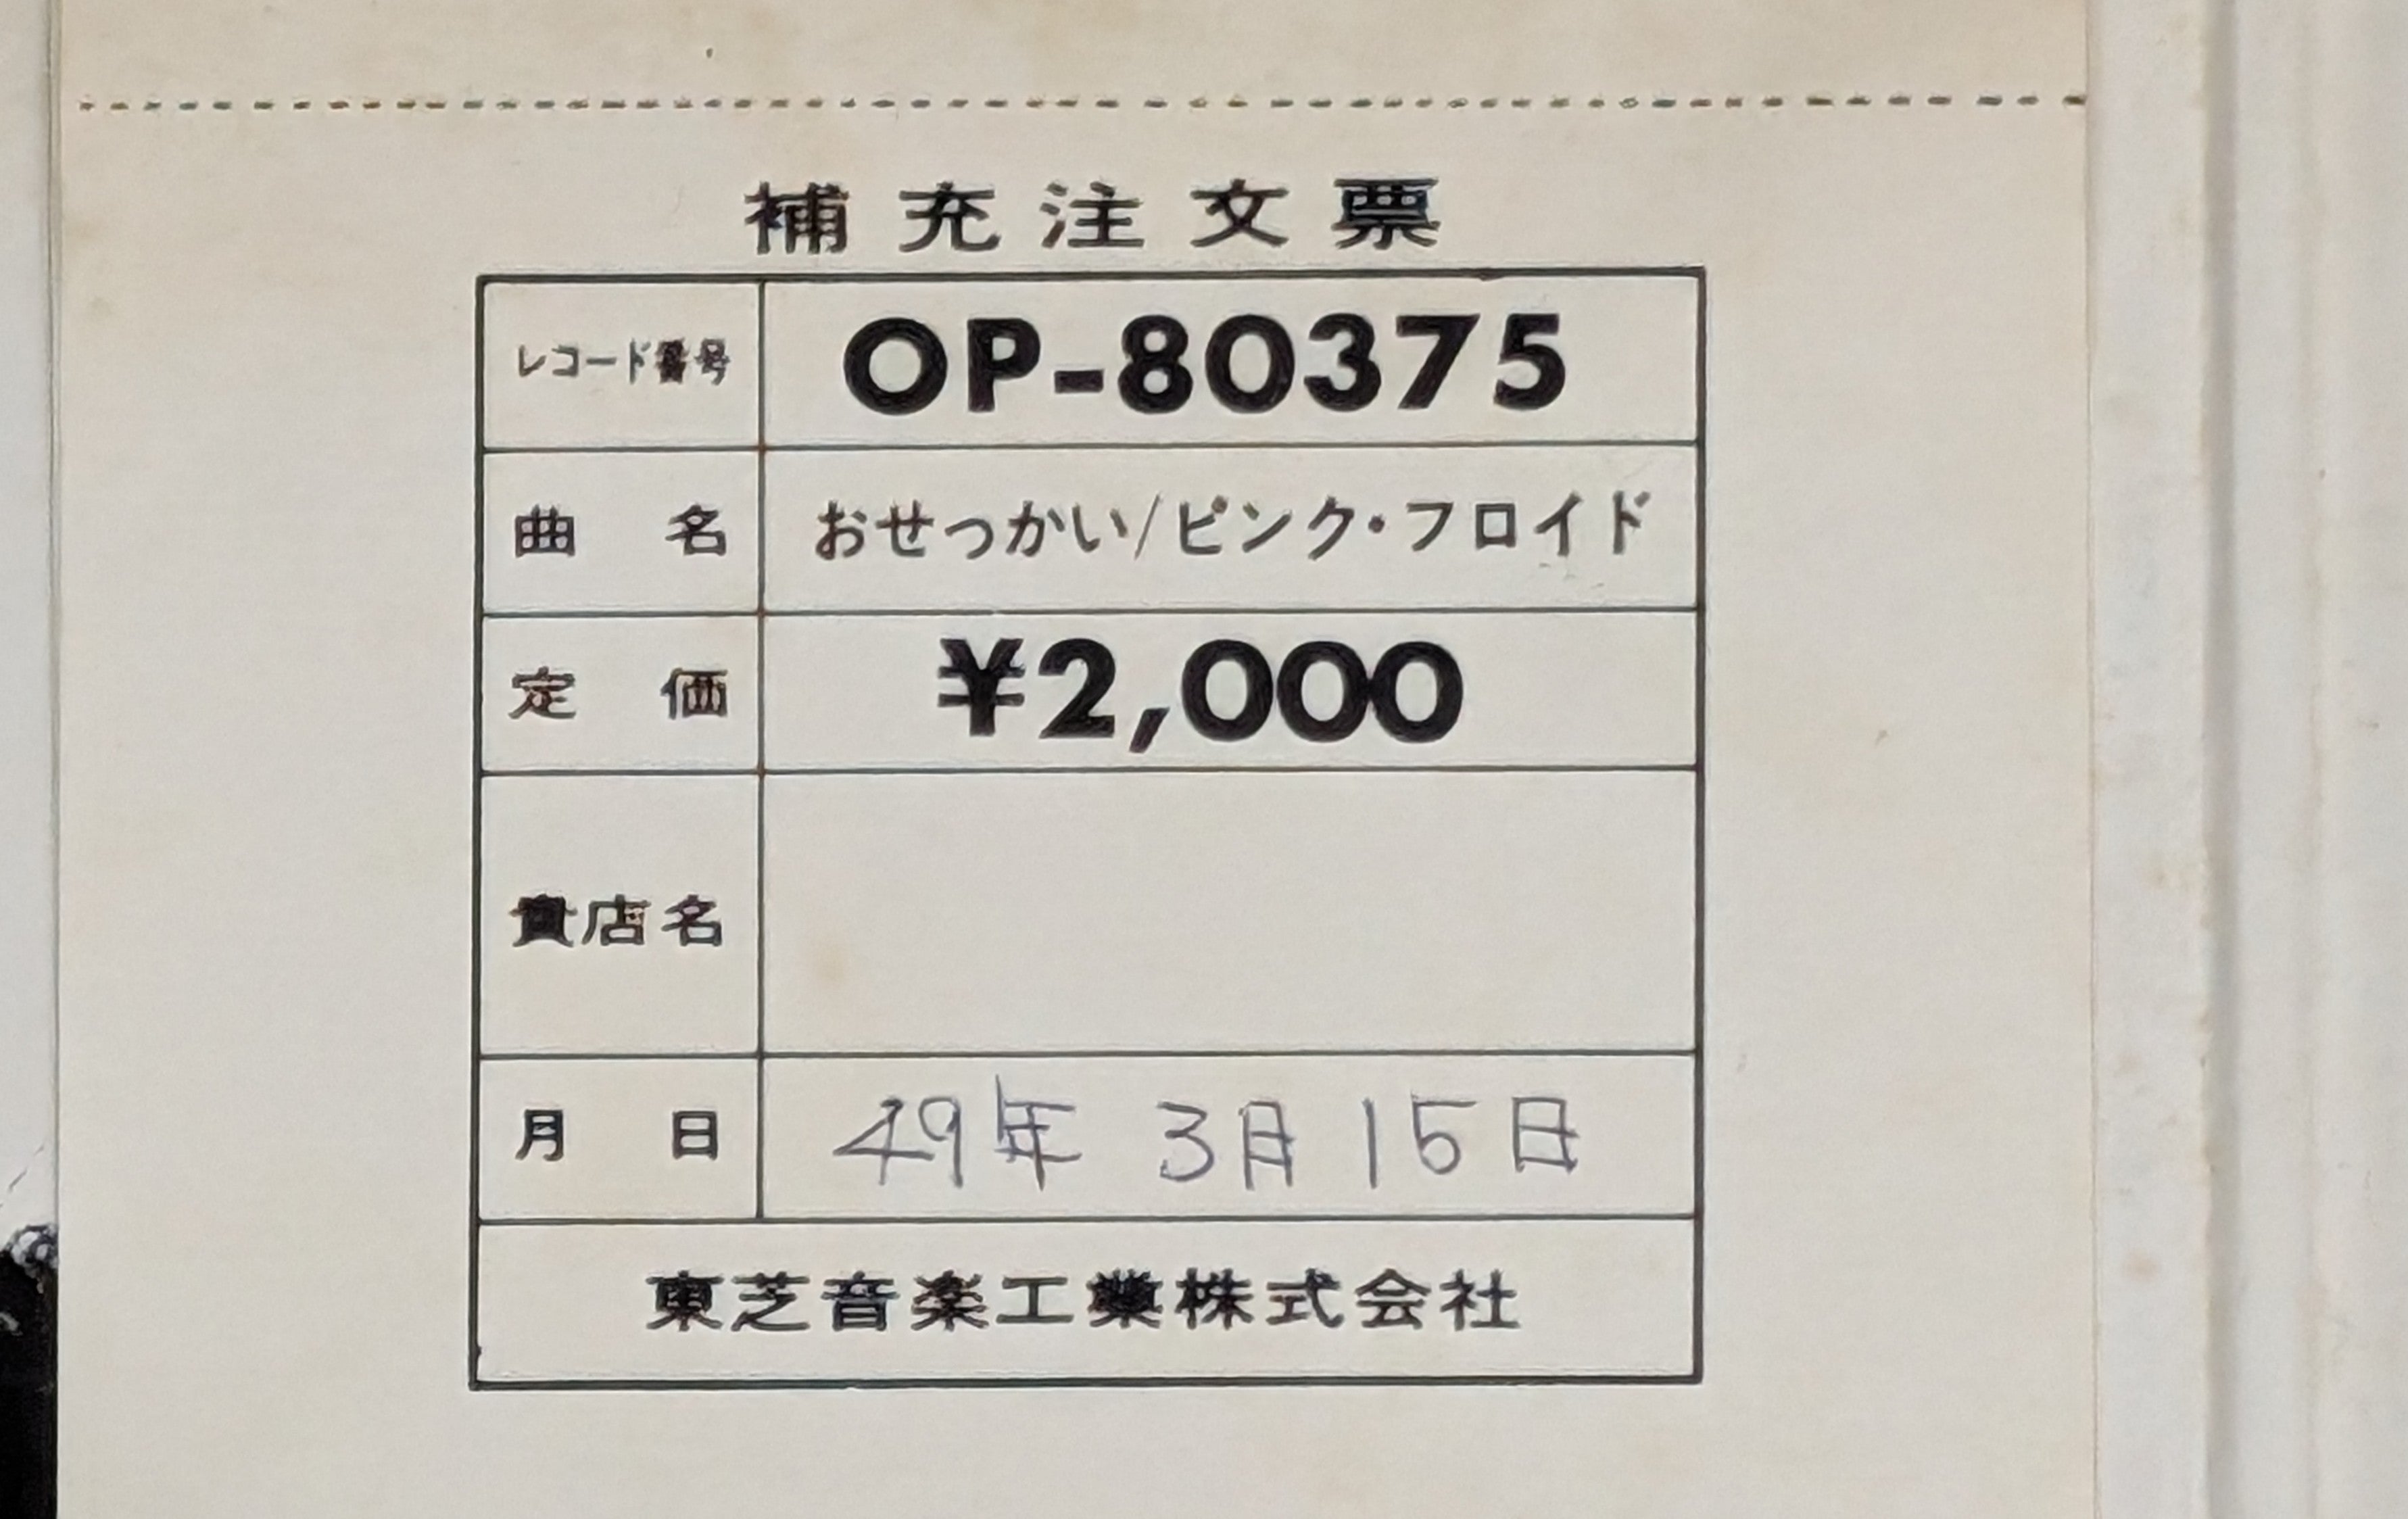 補充注文票
レコード番号 OP-80375
曲名 おせっかい/ピンク・フロイド
定価 ¥2,000
貴店名
月日 49年 3月 15日
東芝音楽工業株式会社